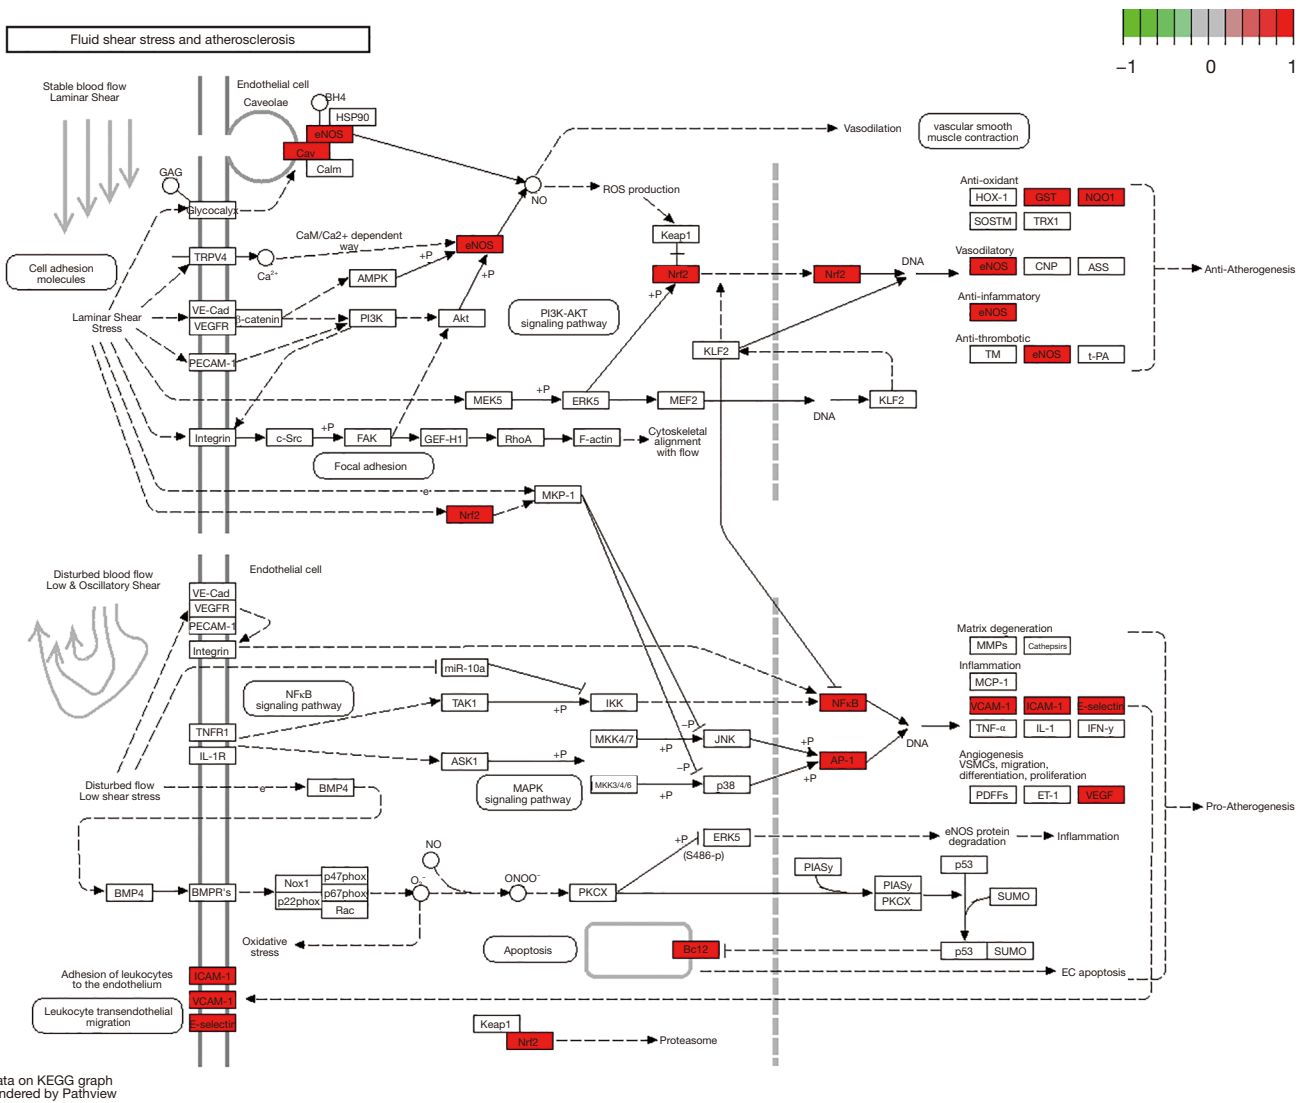 Fluid shear stress and atherosclerosis
−1
0
1
Stable blood flow
Laminar Shear
Endothelial cell
Caveolae
BH4
HSP90
eNOS
Cav
Calm
GAG
Glycocalyx
NO
ROS production
Vasodilation
vascular smooth
muscle contraction
Cell adhesion
molecules
TRPV4
Ca2+
CaM/Ca2+ dependent
way
eNOS
+P
AMPK
+P
Keap1
Nrf2
+P
Nrf2
DNA
Laminar Shear
Stress
VE-Cad
VEGFR
β-catenin
PI3K
Akt
PI3K-AKT
signaling pathway
KLF2
PECAM-1
MEK5
+P
ERK5
MEF2
DNA
KLF2
Integrin
c-Src
+P
FAK
GEF-H1
RhoA
F-actin
Cytoskeletal
alignment
with flow
Focal adhesion
e
MKP-1
Nrf2
Anti-oxidant
HOX-1
GST
NQO1
SOSTM
TRX1
Vasodilatory
eNOS
CNP
ASS
Anti-infammatory
eNOS
Anti-thrombotic
TM
eNOS
t-PA
Anti-Atherogenesis
Disturbed blood flow
Low & Oscillatory Shear
Endothelial cell
VE-Cad
VEGFR
PECAM-1
Integrin
miR-10a
NFκB
signaling pathway
TAK1
+P
IKK
NFκB
TNFR1
IL-1R
ASK1
+P
MKK4/7
+P
−P
JNK
+P
AP-1
DNA
MAPK
signaling pathway
MKK3/4/6
+P
−P
p38
+P
Matrix degeneration
MMPs
Cathepsirs
Inflammation
MCP-1
VCAM-1
ICAM-1
E-selectin
TNF-α
IL-1
IFN-y
Angiogenesis
VSMCs, migration,
differentiation, proliferation
PDFFs
ET-1
VEGF
Pro-Atherogenesis
Disturbed flow
Low shear stress
e
BMP4
BMP4
BMPR's
Nox1
p22phox
p47phox
p67phox
Rac
O2−
NO
ONOO−
PKCX
+P
(S486-p)
ERK5
eNOS protein
degradation
Inflammation
PIASy
PIASy
PKCX
p53
SUMO
p53
SUMO
Oxidative
stress
Apoptosis
Bc12
EC apoptosis
Adhesion of leukocytes
to the endothelium
ICAM-1
VCAM-1
E-selectin
Leukocyte transendothelial
migration
Keap1
Nrf2
Proteasome
ata on KEGG graph
ndered by Pathview